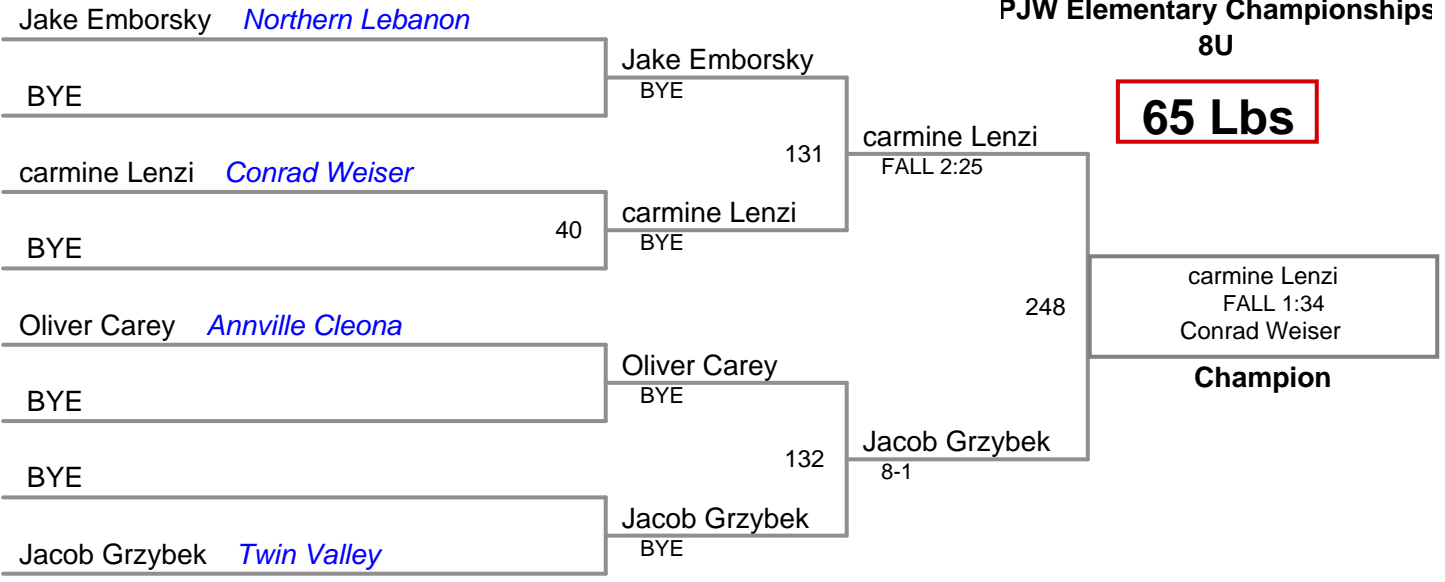 PJW Elementary Championships
8U
65 Lbs
Jake Emborsky Northern Lebanon
BYE
carmine Lenzi Conrad Weiser
BYE
40
Oliver Carey Annville Cleona
BYE
BYE
Jacob Grzybek Twin Valley
Jake Emborsky
BYE
131
carmine Lenzi
BYE
Oliver Carey
BYE
132
Jacob Grzybek
BYE
carmine Lenzi
FALL 2:25
248
Jacob Grzybek
8-1
carmine Lenzi
FALL 1:34
Conrad Weiser
Champion